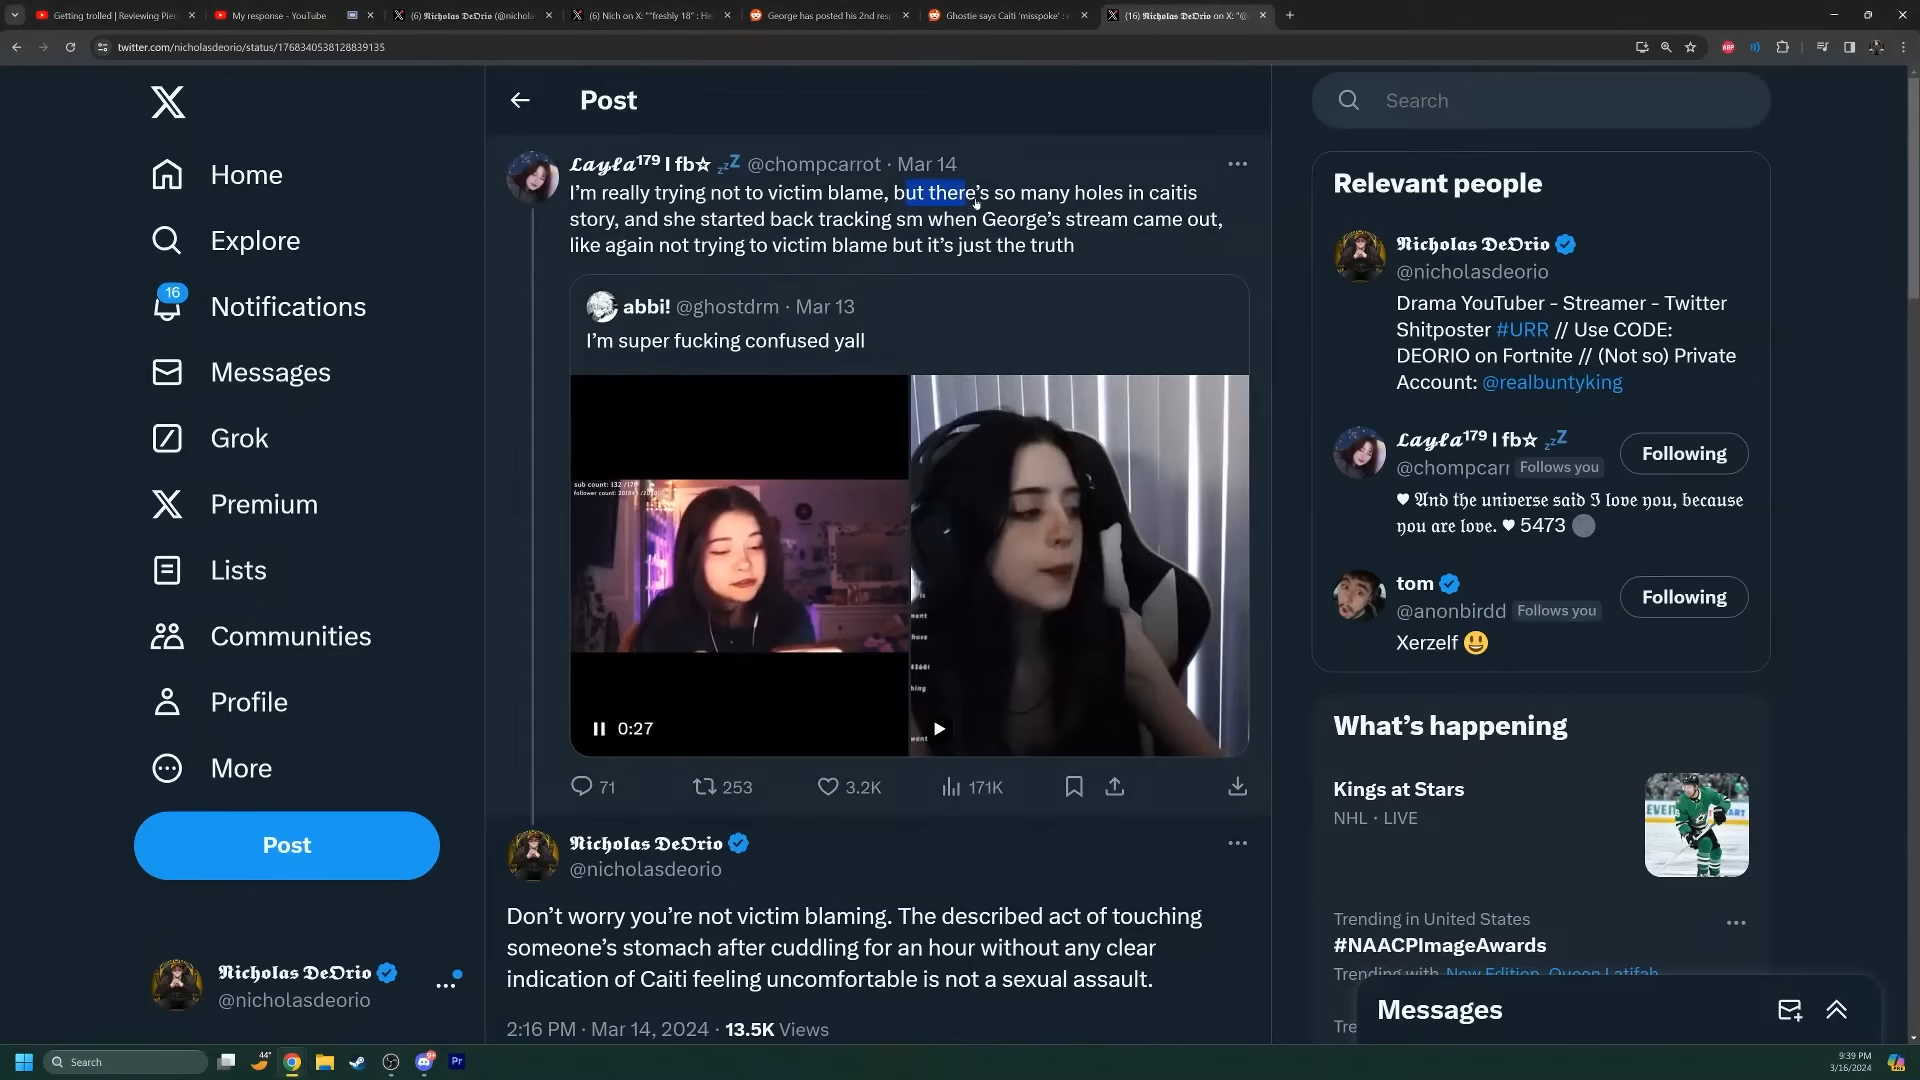 Getting trolled | Reviewing Pier
My response - YouTube
(6) 𝕹𝖎𝖈𝖍𝖔𝖑𝖆𝖘 𝕯𝖊𝕺𝖗𝖎𝖔 (@nichola
(6) Nich on X: ""freshly 18" : He
George has posted his 2nd resp
Ghostie says Caiti 'misspoke' :
(16) 𝕹𝖎𝖈𝖍𝖔𝖑𝖆𝖘 𝕯𝖊𝕺𝖗𝖎𝖔 on X: "@
twitter.com/nicholasdeorio/status/1768340538128839135
ABP
Home
Explore
16
Notifications
Messages
Grok
Premium
Lists
Communities
Profile
More
Post
𝕹𝖎𝖈𝖍𝖔𝖑𝖆𝖘 𝕯𝖊𝕺𝖗𝖎𝖔
@nicholasdeorio
Post
𝓛𝓪𝔂𝓵𝓪¹⁷⁹ l fb☆ 💤 @chompcarrot · Mar 14
I'm really trying not to victim blame, but there's so many holes in caitis
story, and she started back tracking sm when George's stream came out,
like again not trying to victim blame but it's just the truth
abbi! @ghostdrm · Mar 13
I'm super fucking confused yall
sub count: 132 /170
0:27
71 253 3.2K 171K
𝕹𝖎𝖈𝖍𝖔𝖑𝖆𝖘 𝕯𝖊𝕺𝖗𝖎𝖔
@nicholasdeorio
Don't worry you're not victim blaming. The described act of touching
someone's stomach after cuddling for an hour without any clear
indication of Caiti feeling uncomfortable is not a sexual assault.
2:16 PM · Mar 14, 2024 · 13.5K Views
Search
Relevant people
𝕹𝖎𝖈𝖍𝖔𝖑𝖆𝖘 𝕯𝖊𝕺𝖗𝖎𝖔
@nicholasdeorio
Drama YouTuber - Streamer - Twitter
Shitposter #URR // Use CODE:
DEORIO on Fortnite // (Not so) Private
Account: @realbuntyking
𝓛𝓪𝔂𝓵𝓪¹⁷⁹ l fb☆ 💤
@chompcarr Follows you
Following
♥ 𝔄𝔫𝔡 𝔱𝔥𝔢 𝔲𝔫𝔦𝔳𝔢𝔯𝔰𝔢 𝔰𝔞𝔦𝔡 ℑ 𝔩𝔬𝔳𝔢 𝔶𝔬𝔲, 𝔟𝔢𝔠𝔞𝔲𝔰𝔢
𝔶𝔬𝔲 𝔞𝔯𝔢 𝔩𝔬𝔳𝔢. ♥ 5473
tom
@anonbirdd Follows you
Following
Xerzelf 😃
What's happening
Kings at Stars
NHL · LIVE
Trending in United States
#NAACPImageAwards
Trending with New Edition, Queen Latifah
Tre
Messages
Search
44°
Pr
9:39 PM
3/16/2024